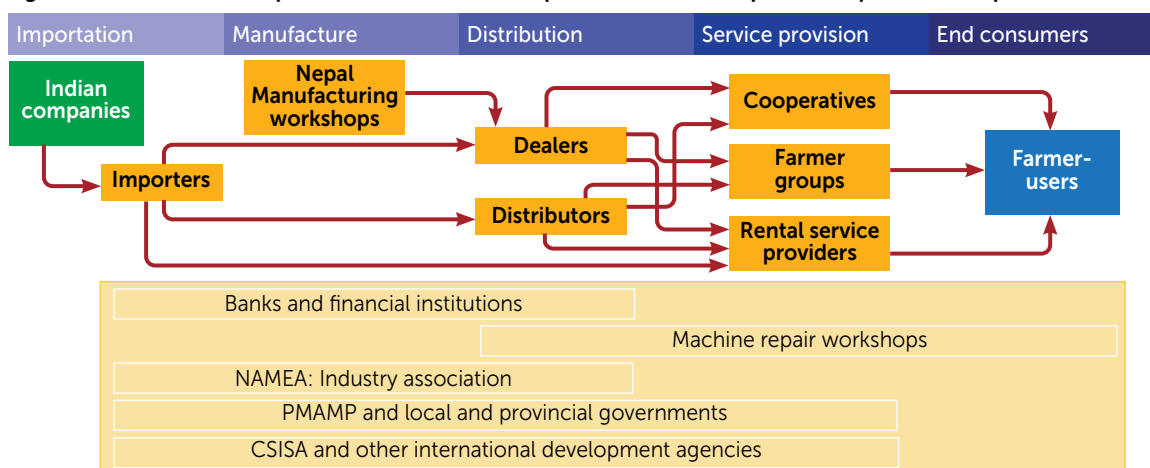 Importation
Manufacture
Distribution
Service provision
End consumers
Indian
companies
Nepal
Manufacturing
workshops
Cooperatives
Dealers
Farmer-
users
Farmer
groups
Importers
Distributors
Rental service
providers
Banks and financial institutions
Machine repair workshops
NAMEA: Industry association
PMAMP and local and provincial governments
CSISA and other international development agencies